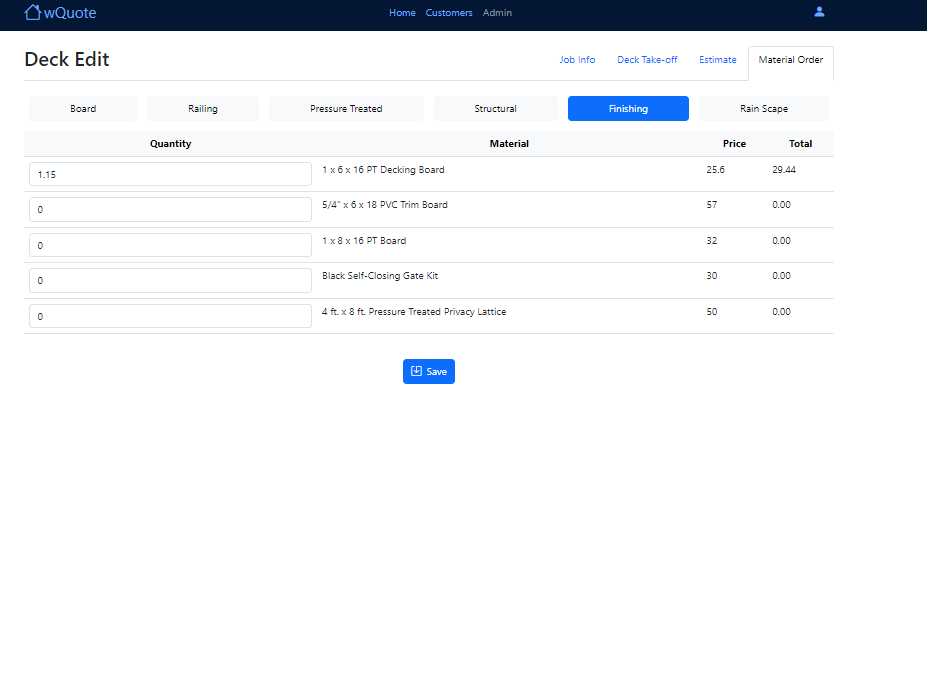 wQuote Home Customers Admin
Deck Edit Job Info Deck Take-off Estimate Material Order
Board Railing Pressure Treated Structural Finishing Rain Scape
Quantity Material Price Total
1.15 1 x 6 x 16 PT Decking Board 25.6 29.44
0 5/4" x 6 x 18 PVC Trim Board 57 0.00
0 1 x 8 x 16 PT Board 32 0.00
0 Black Self-Closing Gate Kit 30 0.00
0 4 ft. x 8 ft. Pressure Treated Privacy Lattice 50 0.00
Save